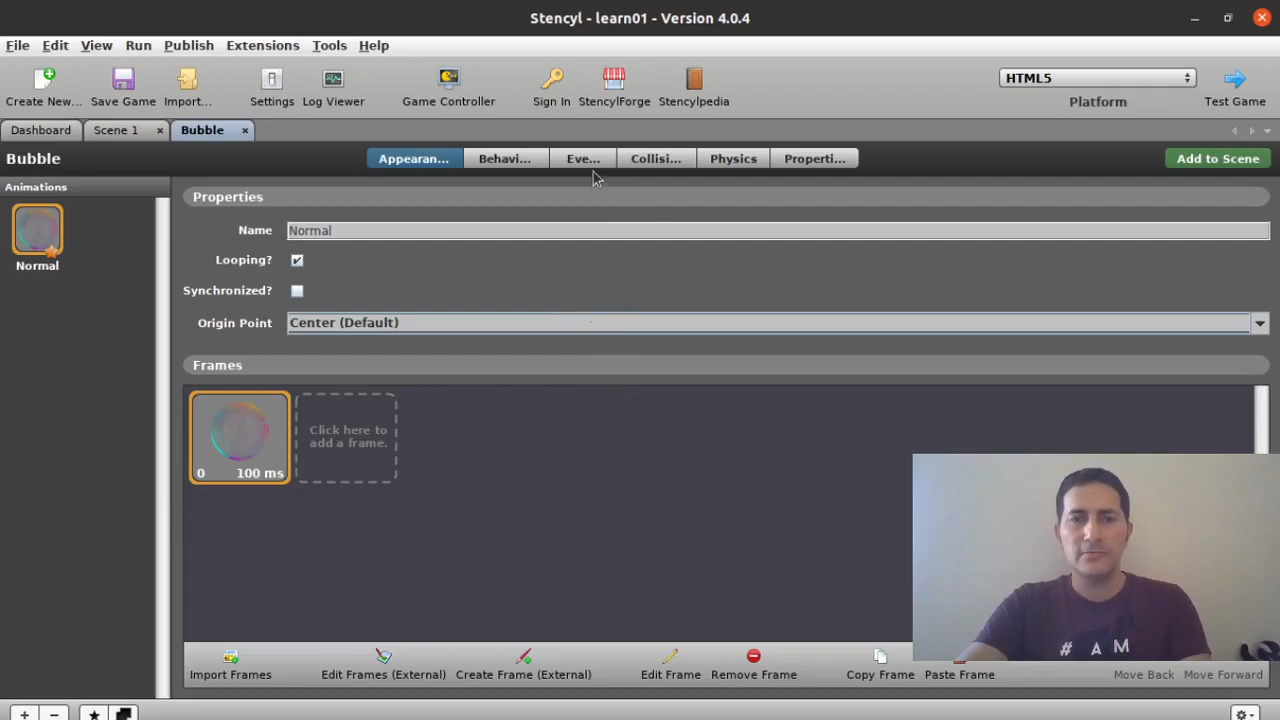 Stencyl - learn01 - Version 4.0.4
File Edit View Run Publish Extensions Tools Help
Create New... Save Game Import... Settings Log Viewer Game Controller Sign In StencylForge Stencylpedia HTML5 Platform Test Game
Dashboard Scene 1 × Bubble ×
Bubble Appearan... Behavi... Eve... Collisi... Physics Properti... Add to Scene
Animations
Normal
Properties
Name Normal
Looping?
Synchronized?
Origin Point Center (Default)
Frames
Click here to
add a frame.
0 100 ms
# A M
Import Frames Edit Frames (External) Create Frame (External) Edit Frame Remove Frame Copy Frame Paste Frame Move Back Move Forward